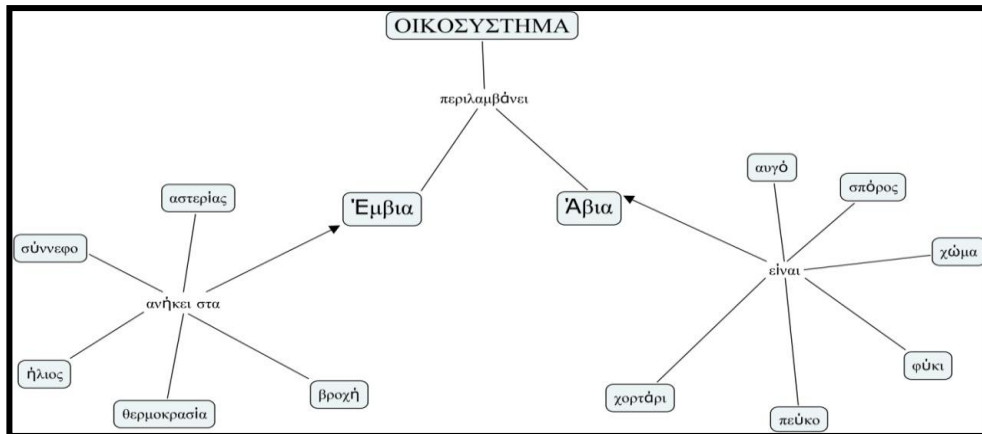 ΟΙΚΟΣΥΣΤΗΜΑ
περιλαμβάνει
Έμβια
Άβια
αστερίας
σύννεφο
ανήκει στα
ήλιος
θερμοκρασία
βροχή
αυγό
σπόρος
χώμα
είναι
φύκι
χορτάρι
πεύκο